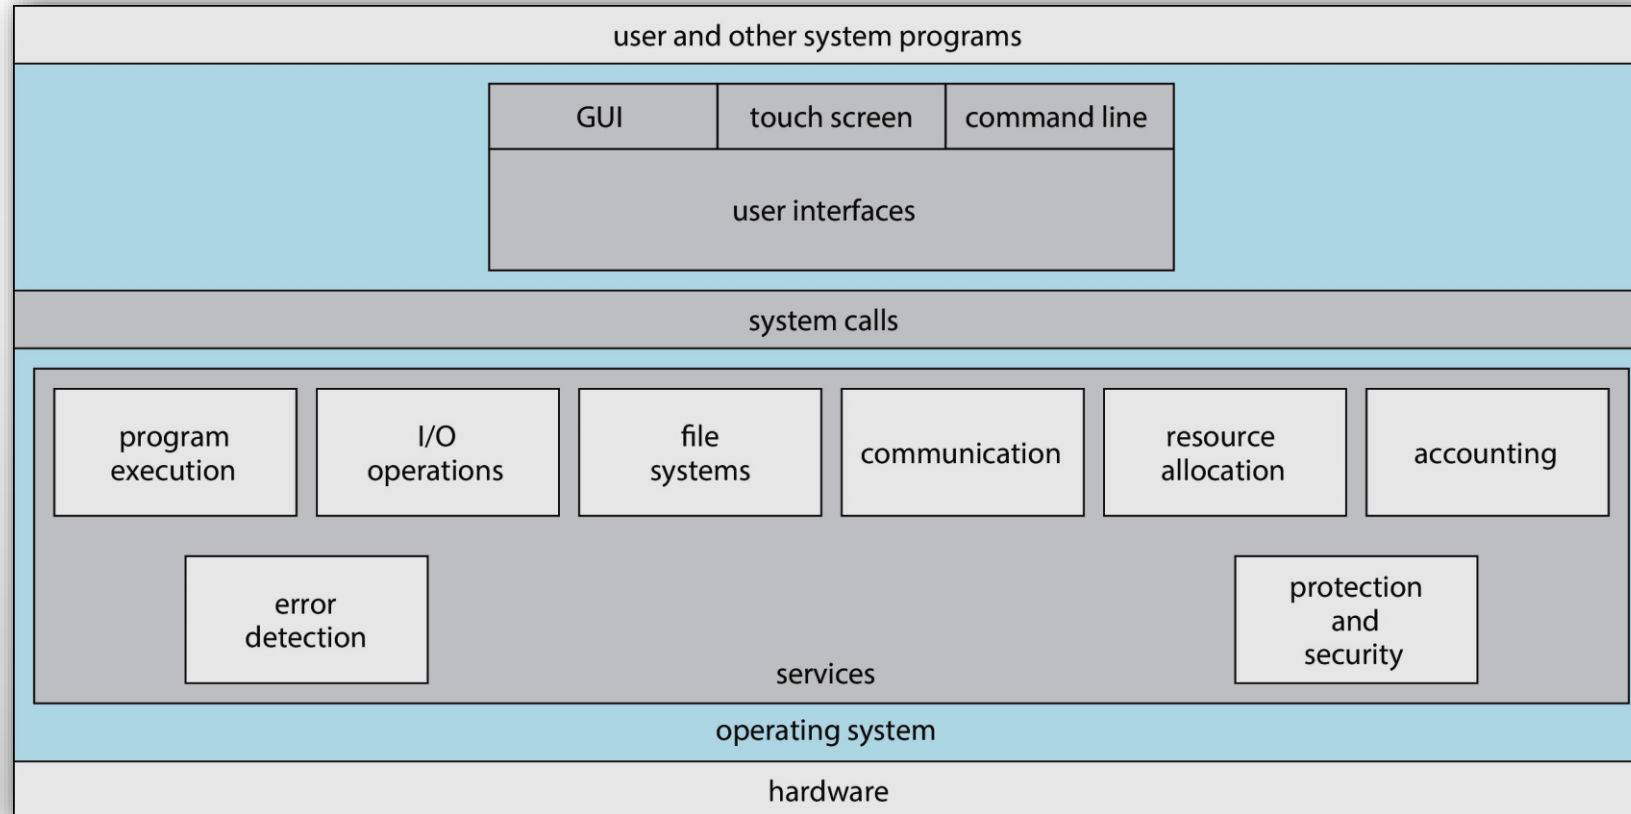 user and other system programs
GUI
touch screen
command line
user interfaces
system calls
program
execution
I/O
operations
file
systems
communication
resource
allocation
accounting
error
detection
protection
and
security
services
operating system
hardware